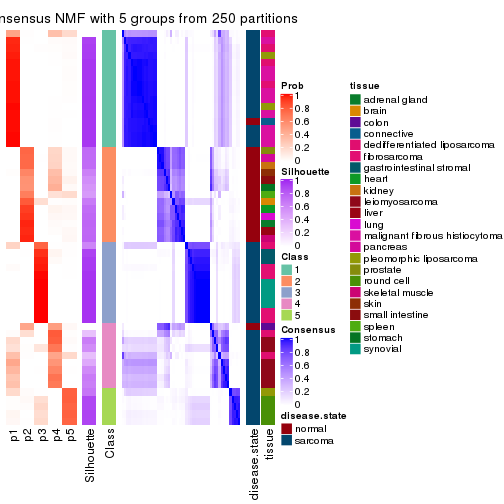 nsensus NMF with 5 groups from 250 partitions
Prob
1
0.8
0.6
0.4
0.2
0
Silhouette
1
0.8
0.6
0.4
0.2
0
Class
1
2
3
4
5
Consensus
1
0.8
0.6
0.4
0.2
0
disease.state
normal
sarcoma
tissue
adrenal gland
brain
colon
connective
dedifferentiated liposarcoma
fibrosarcoma
gastrointestinal stromal
heart
kidney
leiomyosarcoma
liver
lung
malignant fibrous histiocytoma
pancreas
pleomorphic liposarcoma
prostate
round cell
skeletal muscle
skin
small intestine
spleen
stomach
synovial
p1
p2
p3
p4
p5
Silhouette
Class
disease.state
tissue